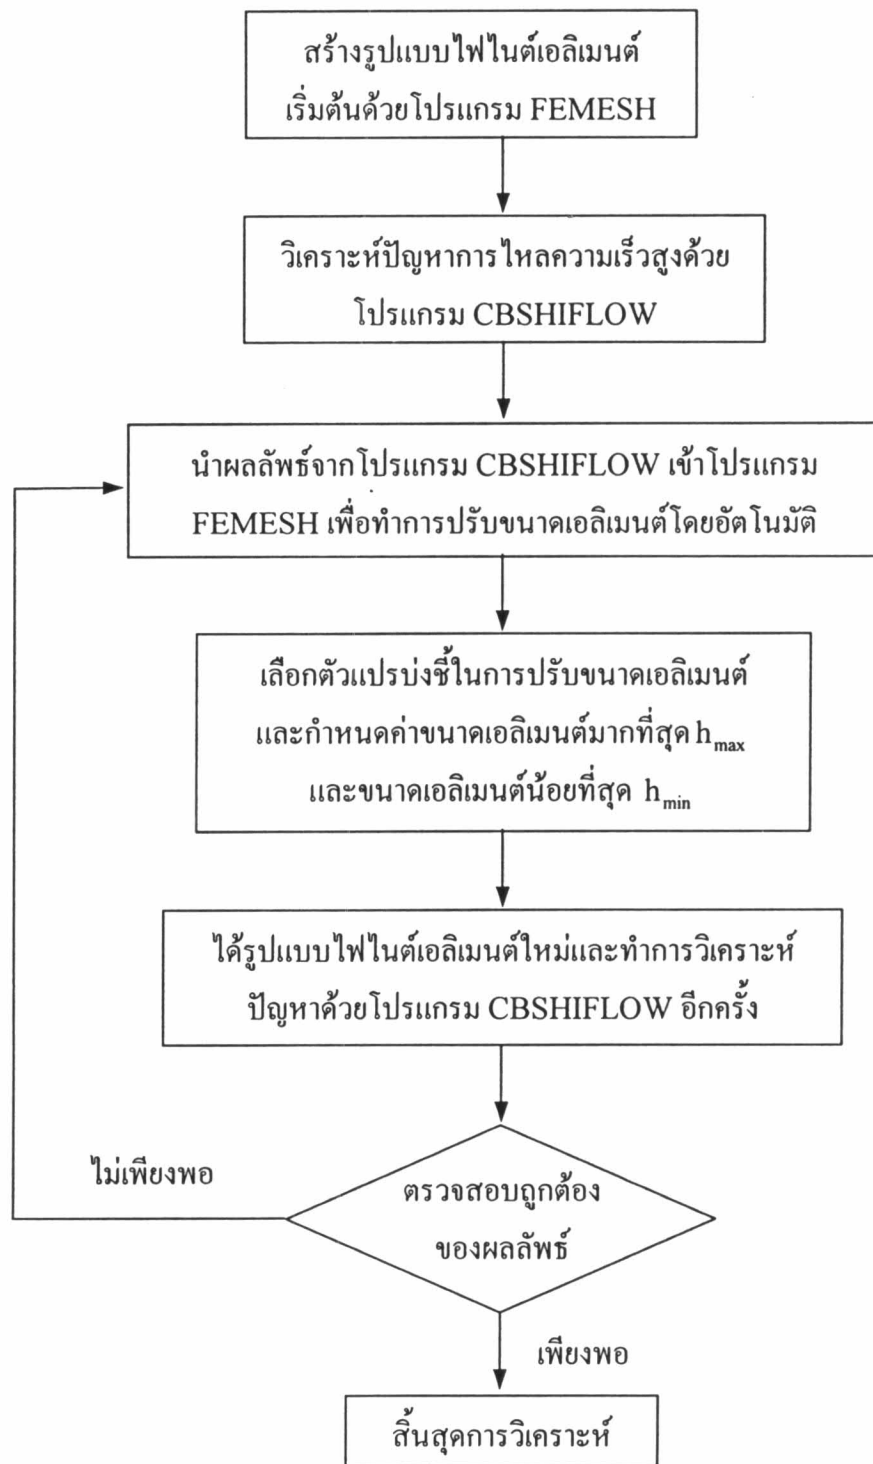 สร้างรูปแบบไฟไนต์เอลิเมนต์
เริ่มต้นด้วยโปรแกรม FEMESH
วิเคราะห์ปัญหาการไหลความเร็วสูงด้วย
โปรแกรม CBSHIFLOW
นำผลลัพธ์จากโปรแกรม CBSHIFLOW เข้าโปรแกรม
FEMESH เพื่อทำการปรับขนาดเอลิเมนต์โดยอัตโนมัติ
เลือกตัวแปรบ่งชี้ในการปรับขนาดเอลิเมนต์
และกำหนดค่าขนาดเอลิเมนต์มากที่สุด h_max
และขนาดเอลิเมนต์น้อยที่สุด h_min
ได้รูปแบบไฟไนต์เอลิเมนต์ใหม่และทำการวิเคราะห์
ปัญหาด้วยโปรแกรม CBSHIFLOW อีกครั้ง
ไม่เพียงพอ
ตรวจสอบถูกต้อง
ของผลลัพธ์
เพียงพอ
สิ้นสุดการวิเคราะห์